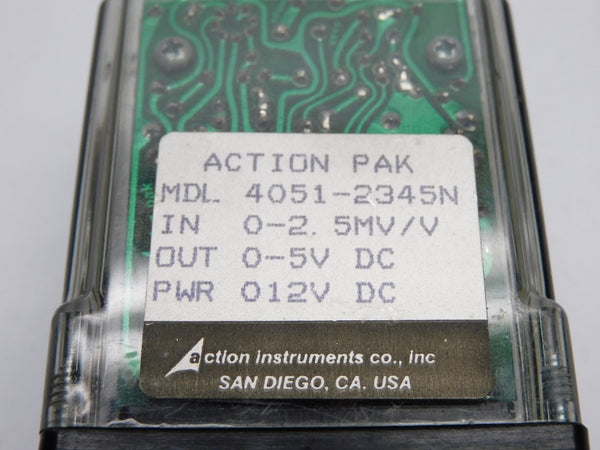 ACTION PAK
MDL 4051-2345N
IN 0-2.5MV/V
OUT 0-5V DC
PWR 012V DC
action instruments co., inc
SAN DIEGO, CA. USA